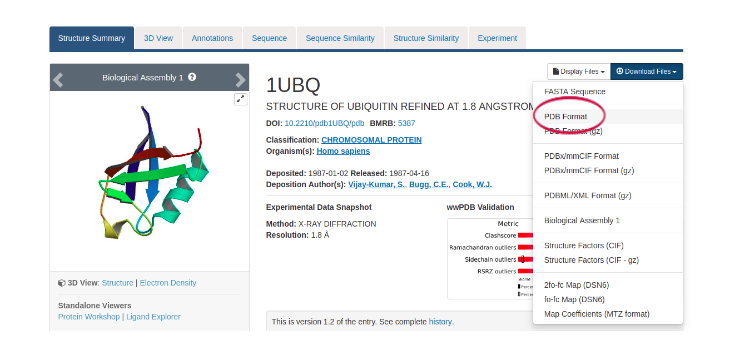 Structure Summary 3D View Annotations Sequence Sequence Similarity Structure Similarity Experiment
Biological Assembly 1
3D View: Structure | Electron Density
Standalone Viewers
Protein Workshop | Ligand Explorer
Display Files Download Files
1UBQ
STRUCTURE OF UBIQUITIN REFINED AT 1.8 ANGSTROM
DOI: 10.2210/pdb1UBQ/pdb BMRB: 5387
Classification: CHROMOSOMAL PROTEIN
Organism(s): Homo sapiens
Deposited: 1987-01-02 Released: 1987-04-16
Deposition Author(s): Vijay-Kumar, S., Bugg, C.E., Cook, W.J.
Experimental Data Snapshot
Method: X-RAY DIFFRACTION
Resolution: 1.8 Å
wwPDB Validation
Metric
Clashscore
Ramachandran outliers
Sidechain outliers
RSRZ outliers
This is version 1.2 of the entry. See complete history.
FASTA Sequence
PDB Format
PDB Format (gz)
PDBx/mmCIF Format
PDBx/mmCIF Format (gz)
PDBML/XML Format (gz)
Biological Assembly 1
Structure Factors (CIF)
Structure Factors (CIF - gz)
2fo-fc Map (DSN6)
fo-fc Map (DSN6)
Map Coefficients (MTZ format)